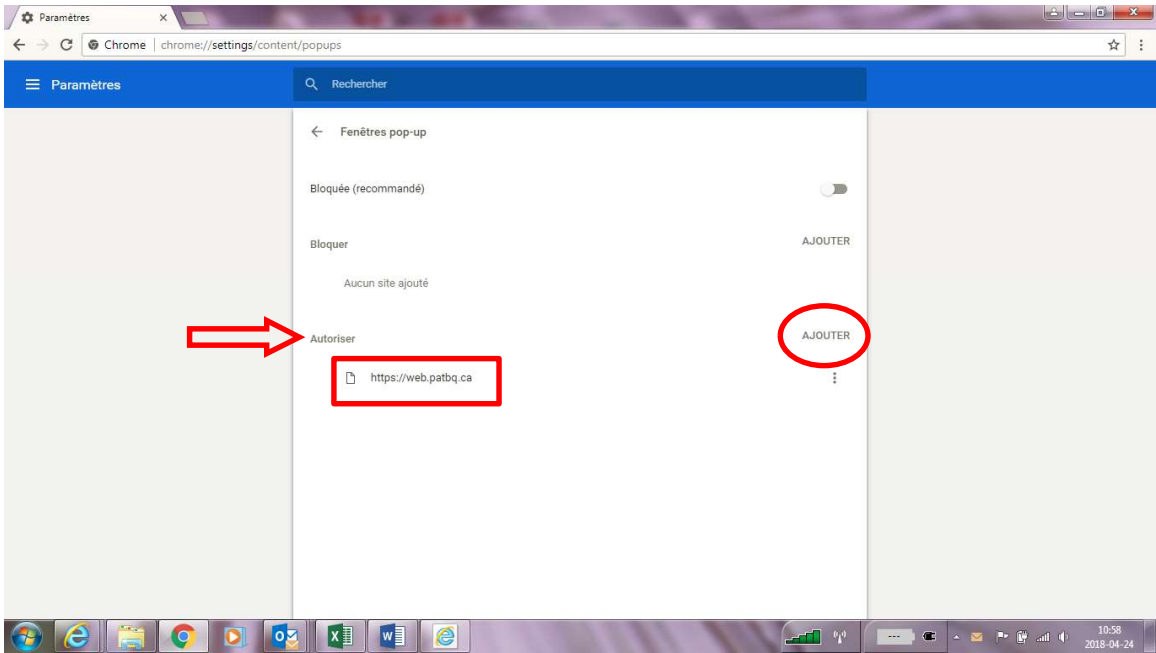 Paramètres
Chrome | chrome://settings/content/popups
Paramètres
Rechercher
Fenêtres pop-up
Bloquée (recommandé)
Bloquer AJOUTER
Aucun site ajouté
Autoriser AJOUTER
https://web.patbq.ca
10:58
2018-04-24